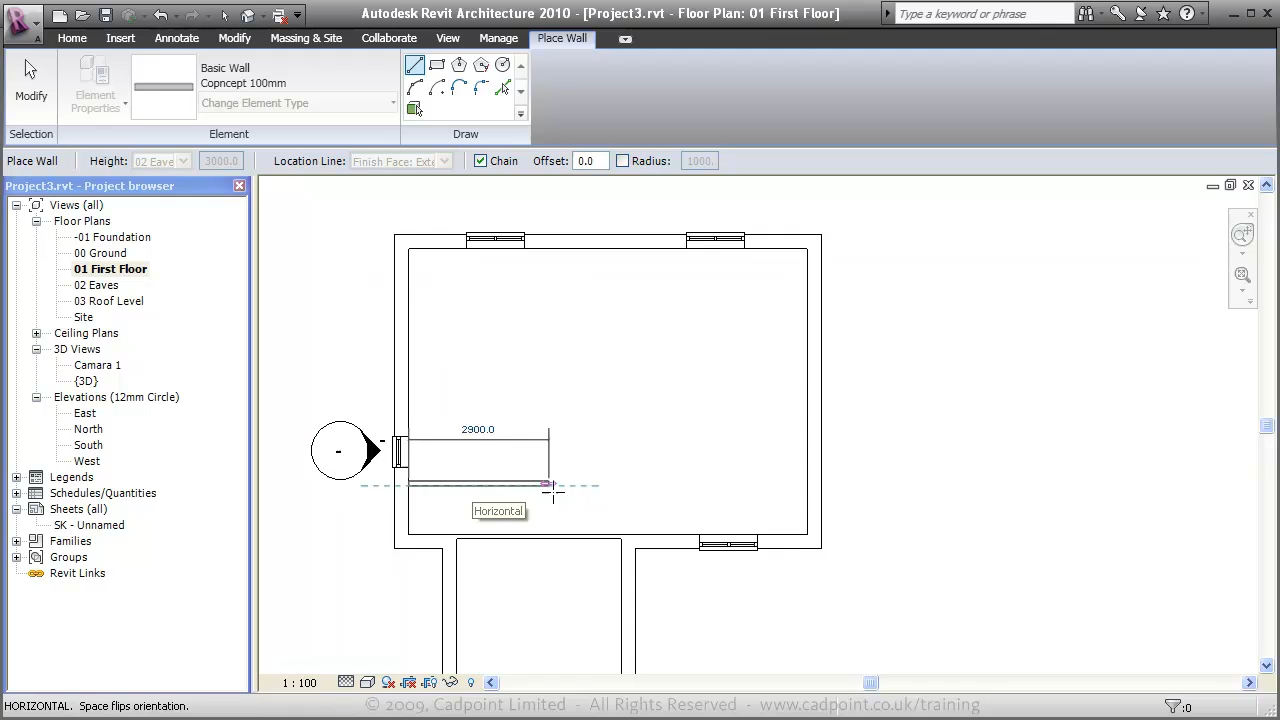 Autodesk Revit Architecture 2010 - [Project3.rvt - Floor Plan: 01 First Floor]
Type a keyword or phrase
Home Insert Annotate Modify Massing & Site Collaborate View Manage Place Wall
Modify
Element
Properties
Basic Wall
Copncept 100mm
Change Element Type
Selection Element Draw
Place Wall Height: 02 Eave 3000.0 Location Line: Finish Face: Exte Chain Offset: 0.0 Radius: 1000.
Project3.rvt - Project browser
Views (all)
Floor Plans
-01 Foundation
00 Ground
01 First Floor
02 Eaves
03 Roof Level
Site
Ceiling Plans
3D Views
Camara 1
{3D}
Elevations (12mm Circle)
East
North
South
West
Legends
Schedules/Quantities
Sheets (all)
SK - Unnamed
Families
Groups
Revit Links
2900.0
Horizontal
1 : 100
HORIZONTAL. Space flips orientation.
© 2009, Cadpoint Limited - All Rights Reserved - www.cadpoint.co.uk/training
:0